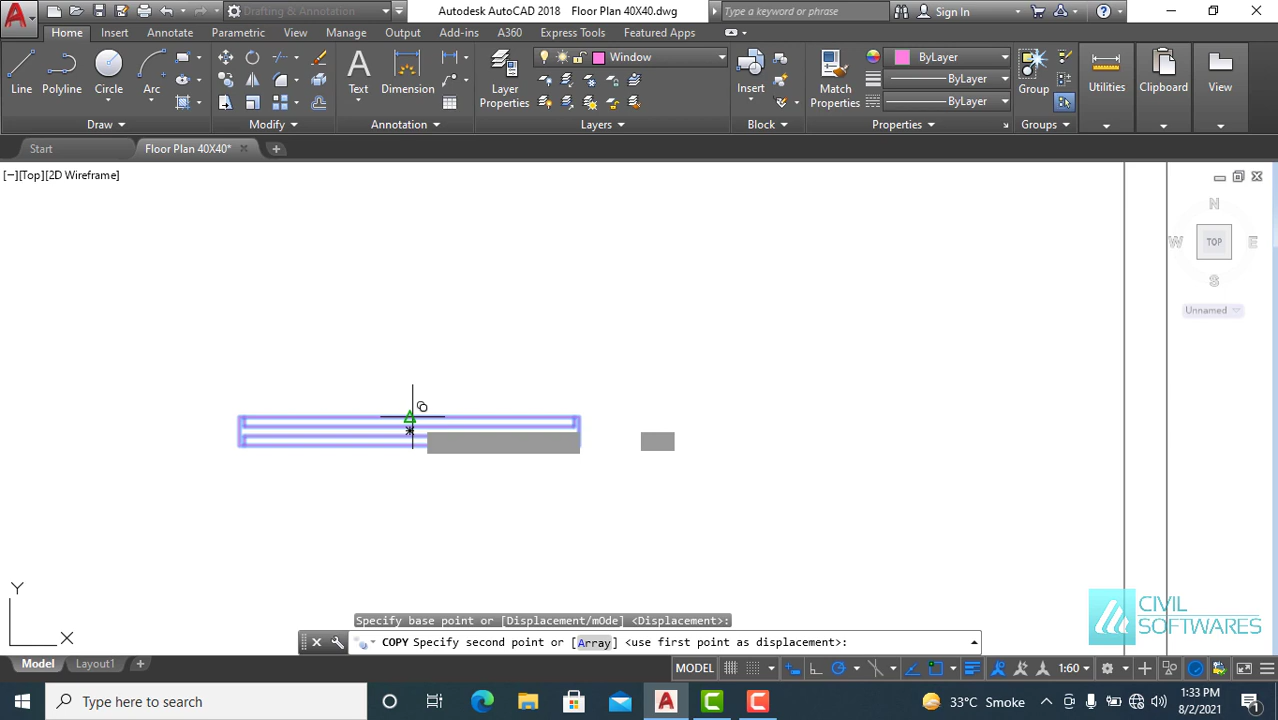 Drafting & Annotation
Autodesk AutoCAD 2018 Floor Plan 40X40.dwg
Type a keyword or phrase
Sign In
Home Insert Annotate Parametric View Manage Output Add-ins A360 Express Tools Featured Apps
Window
ByLayer
ByLayer
ByLayer
Line Polyline Circle Arc Text Dimension Layer Properties Insert Match Properties Group Utilities Clipboard View
Draw Modify Annotation Layers Block Properties Groups
Start Floor Plan 40X40*
[−][Top][2D Wireframe]
N
W TOP E
S
Unnamed
Y
X
CIVIL
SOFTWARES
Specify base point or [Displacement/mOde] <Displacement>:
COPY Specify second point or [Array] <use first point as displacement>:
Model Layout1
MODEL 1:60
Type here to search
33°C Smoke
1:33 PM
8/2/2021
1